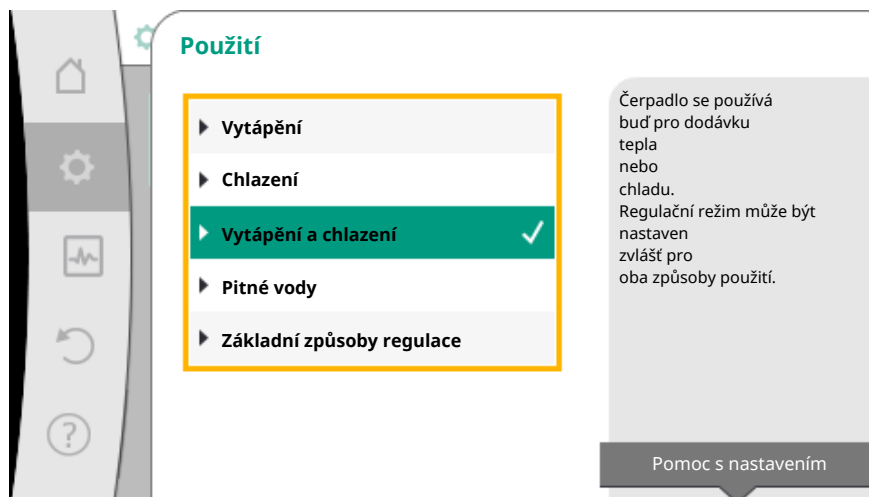 Použití
Vytápění
Chlazení
Vytápění a chlazení
Pitné vody
Základní způsoby regulace
Čerpadlo se používá
buď pro dodávku
tepla
nebo
chladu.
Regulační režim může být
nastaven
zvlášť pro
oba způsoby použití.
Pomoc s nastavením